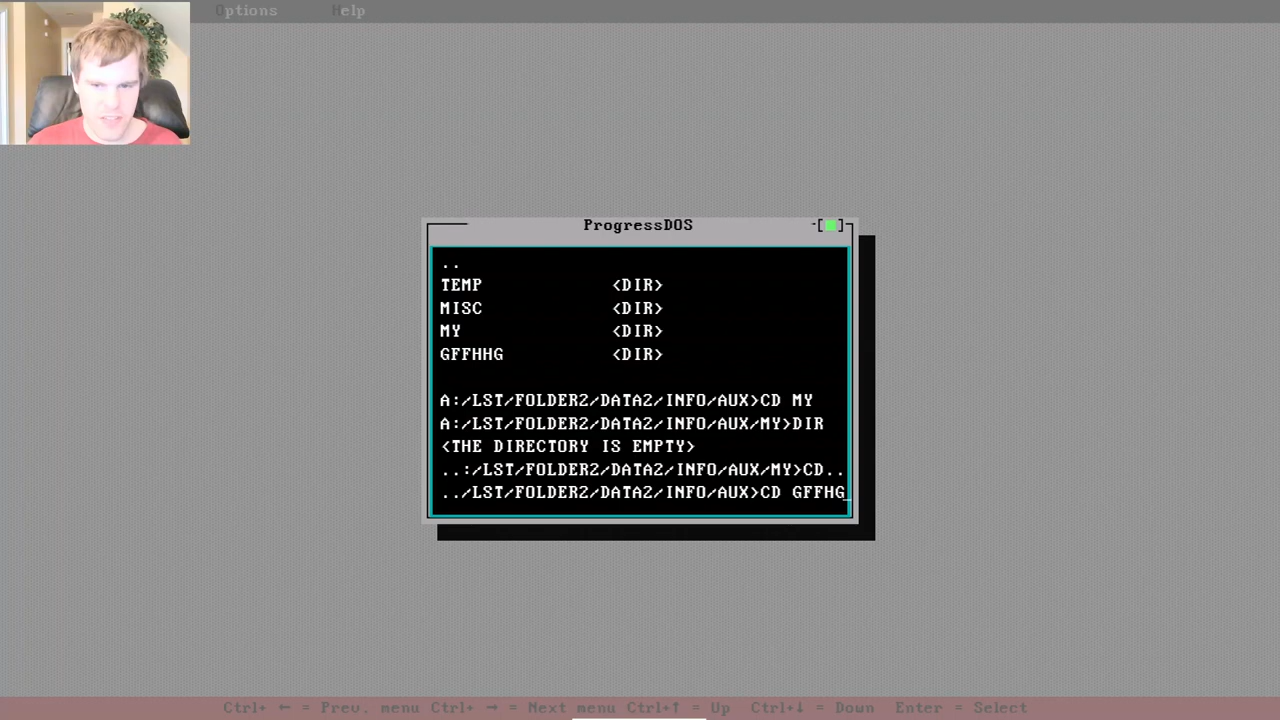 Options Help
ProgressDOS
[ ]
..
TEMP <DIR>
MISC <DIR>
MY <DIR>
GFFHHG <DIR>
A:/LST/FOLDER2/DATA2/INFO/AUX>CD MY
A:/LST/FOLDER2/DATA2/INFO/AUX/MY>DIR
<THE DIRECTORY IS EMPTY>
..:/LST/FOLDER2/DATA2/INFO/AUX/MY>CD..
../LST/FOLDER2/DATA2/INFO/AUX>CD GFFHG_
Ctrl+ ← = Prev. menu Ctrl+ → = Next menu Ctrl+↑ = Up Ctrl+↓ = Down Enter = Select